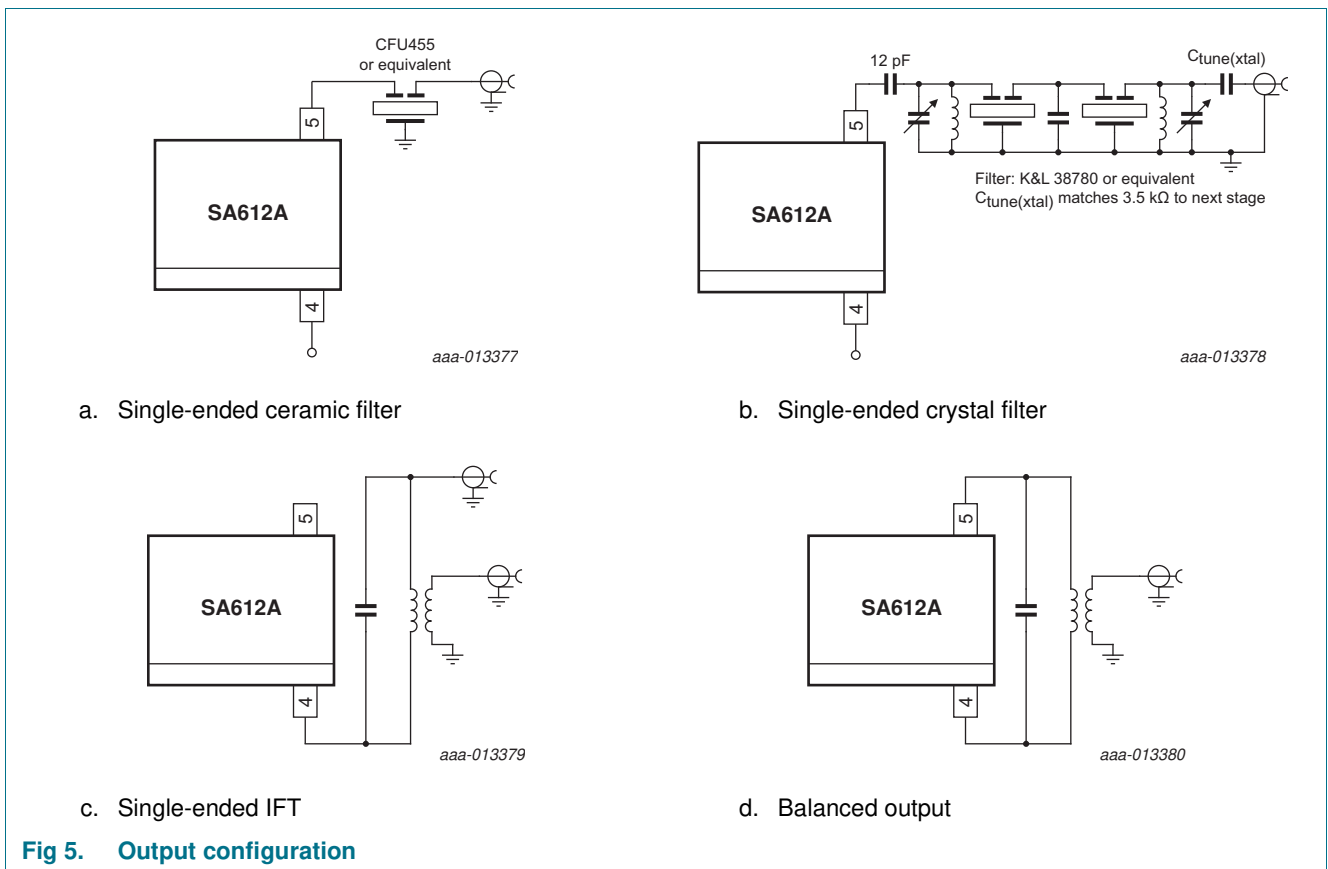 CFU455
or equivalent
5
SA612A
4
aaa-013377
a. Single-ended ceramic filter
12 pF
Ctune(xtal)
5
Filter: K&L 38780 or equivalent
Ctune(xtal) matches 3.5 kΩ to next stage
SA612A
4
aaa-013378
b. Single-ended crystal filter
5
SA612A
4
aaa-013379
c. Single-ended IFT
5
SA612A
4
aaa-013380
d. Balanced output
Fig 5. Output configuration